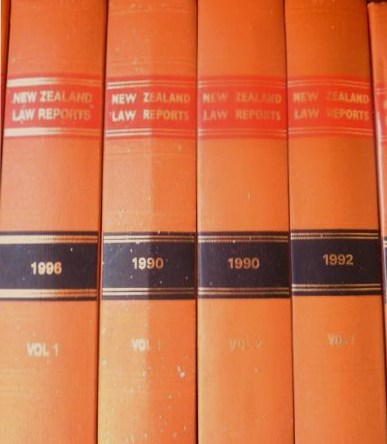 NEW ZEALAND
LAW REPORTS
1996
VOL 1
NEW ZEALAND
LAW REPORTS
1990
VOL
NEW ZEALAND
LAW REPORTS
1990
VOL
NEW ZEALAND
LAW REPORTS
1992
VOL